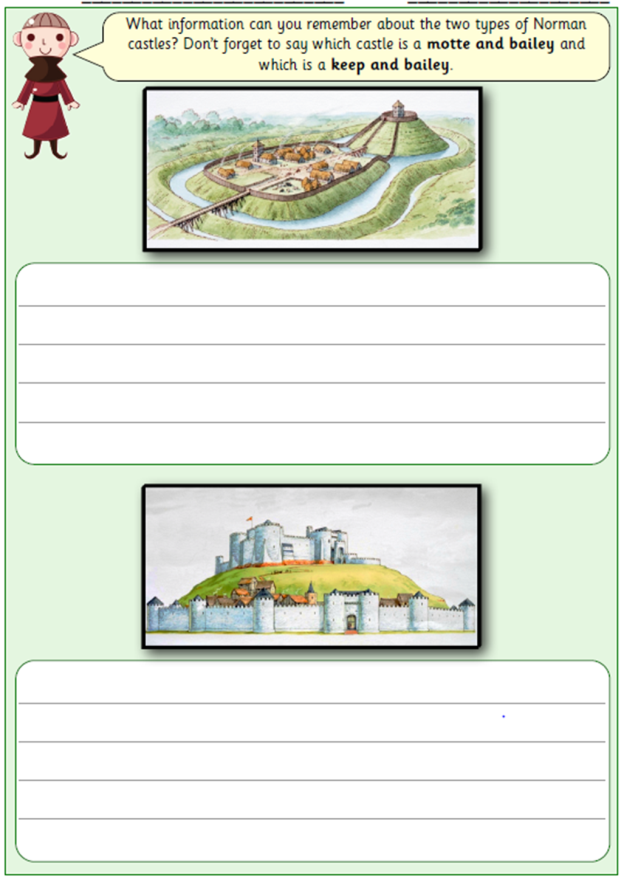 What information can you remember about the two types of Norman
castles? Don't forget to say which castle is a motte and bailey and
which is a keep and bailey.